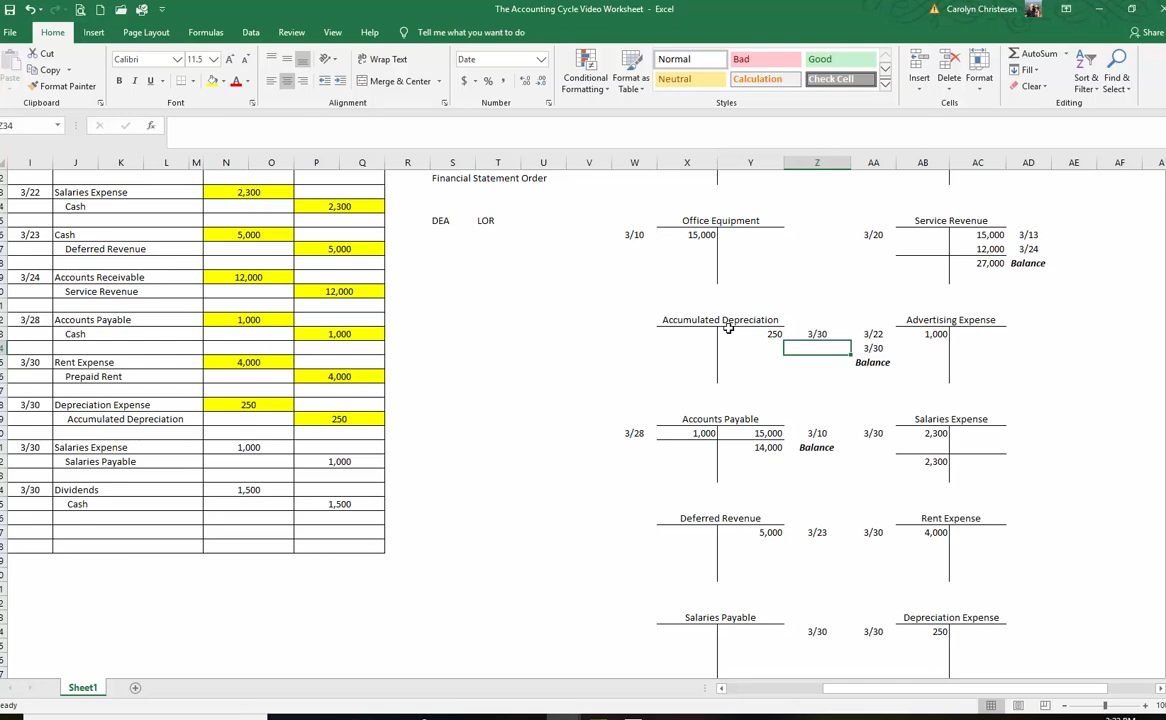 The Accounting Cycle Video Worksheet - Excel
Carolyn Christesen
File Home Insert Page Layout Formulas Data Review View Help Tell me what you want to do Share
Cut
Copy
Format Painter
Paste
Clipboard
Calibri 11.5
B I U
Font
Wrap Text
Merge & Center
Alignment
Date
$ % ,
Number
Conditional Formatting
Format as Table
Normal Bad Good
Neutral Calculation Check Cell
Styles
Insert Delete Format
Cells
AutoSum
Fill
Clear
Sort & Filter
Find & Select
Editing
Z34
fx
I J K L M N O P Q R S T U V W X Y Z AA AB AC AD AE AF A
Financial Statement Order
3/22 Salaries Expense 2,300
Cash 2,300
DEA LOR
3/23 Cash 5,000
Deferred Revenue 5,000
3/24 Accounts Receivable 12,000
Service Revenue 12,000
3/28 Accounts Payable 1,000
Cash 1,000
3/30 Rent Expense 4,000
Prepaid Rent 4,000
3/30 Depreciation Expense 250
Accumulated Depreciation 250
3/30 Salaries Expense 1,000
Salaries Payable 1,000
3/30 Dividends 1,500
Cash 1,500
Office Equipment
3/10 15,000
Service Revenue
3/20 15,000 3/13
12,000 3/24
27,000 Balance
Accumulated Depreciation
250 3/30
Advertising Expense
3/22 1,000
3/30
Balance
Accounts Payable
3/28 1,000 15,000 3/10
14,000 Balance
Salaries Expense
3/30 2,300
2,300
Deferred Revenue
5,000 3/23
Rent Expense
3/30 4,000
Salaries Payable
3/30
Depreciation Expense
3/30 250
Sheet1